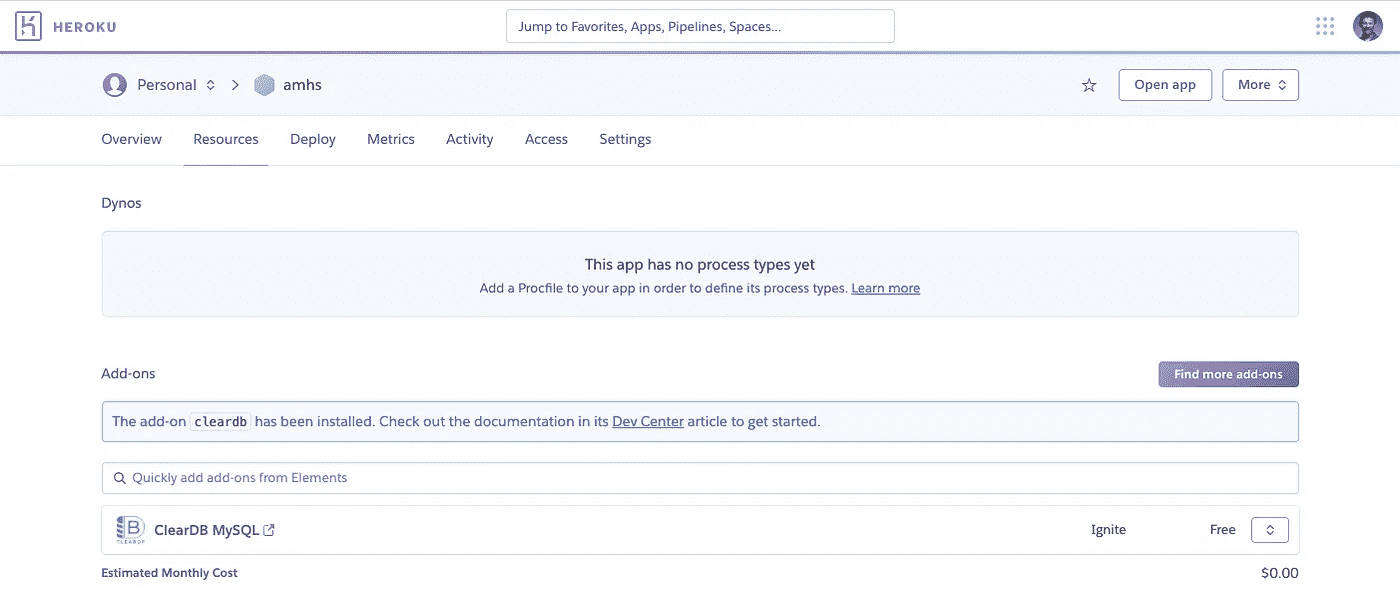 HEROKU
Jump to Favorites, Apps, Pipelines, Spaces...
Personal
amhs
Open app
More
Overview
Resources
Deploy
Metrics
Activity
Access
Settings
Dynos
This app has no process types yet
Add a Procfile to your app in order to define its process types. Learn more
Add-ons
Find more add-ons
The add-on cleardb has been installed. Check out the documentation in its Dev Center article to get started.
Quickly add add-ons from Elements
CLEARDB
ClearDB MySQL
Ignite
Free
Estimated Monthly Cost
$0.00